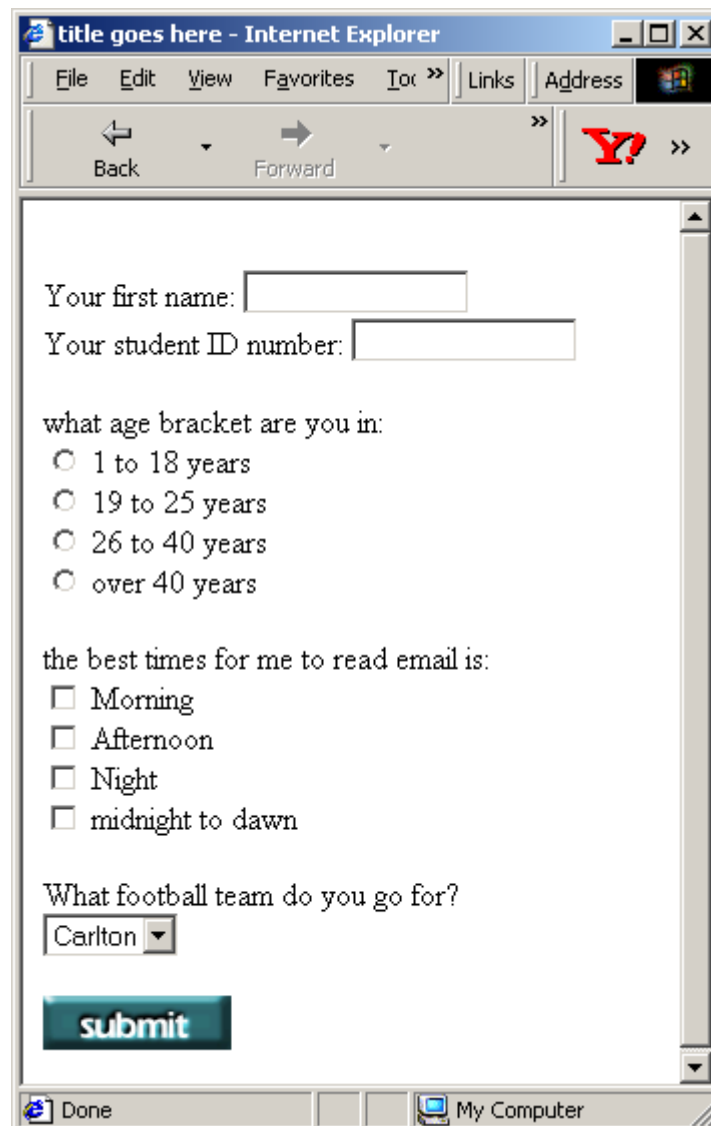 title goes here - Internet Explorer
File Edit View Favorites Too » Links Address
Back Forward » Y! »
Your first name:
Your student ID number:
what age bracket are you in:
1 to 18 years
19 to 25 years
26 to 40 years
over 40 years
the best times for me to read email is:
Morning
Afternoon
Night
midnight to dawn
What football team do you go for?
Carlton
submit
Done My Computer